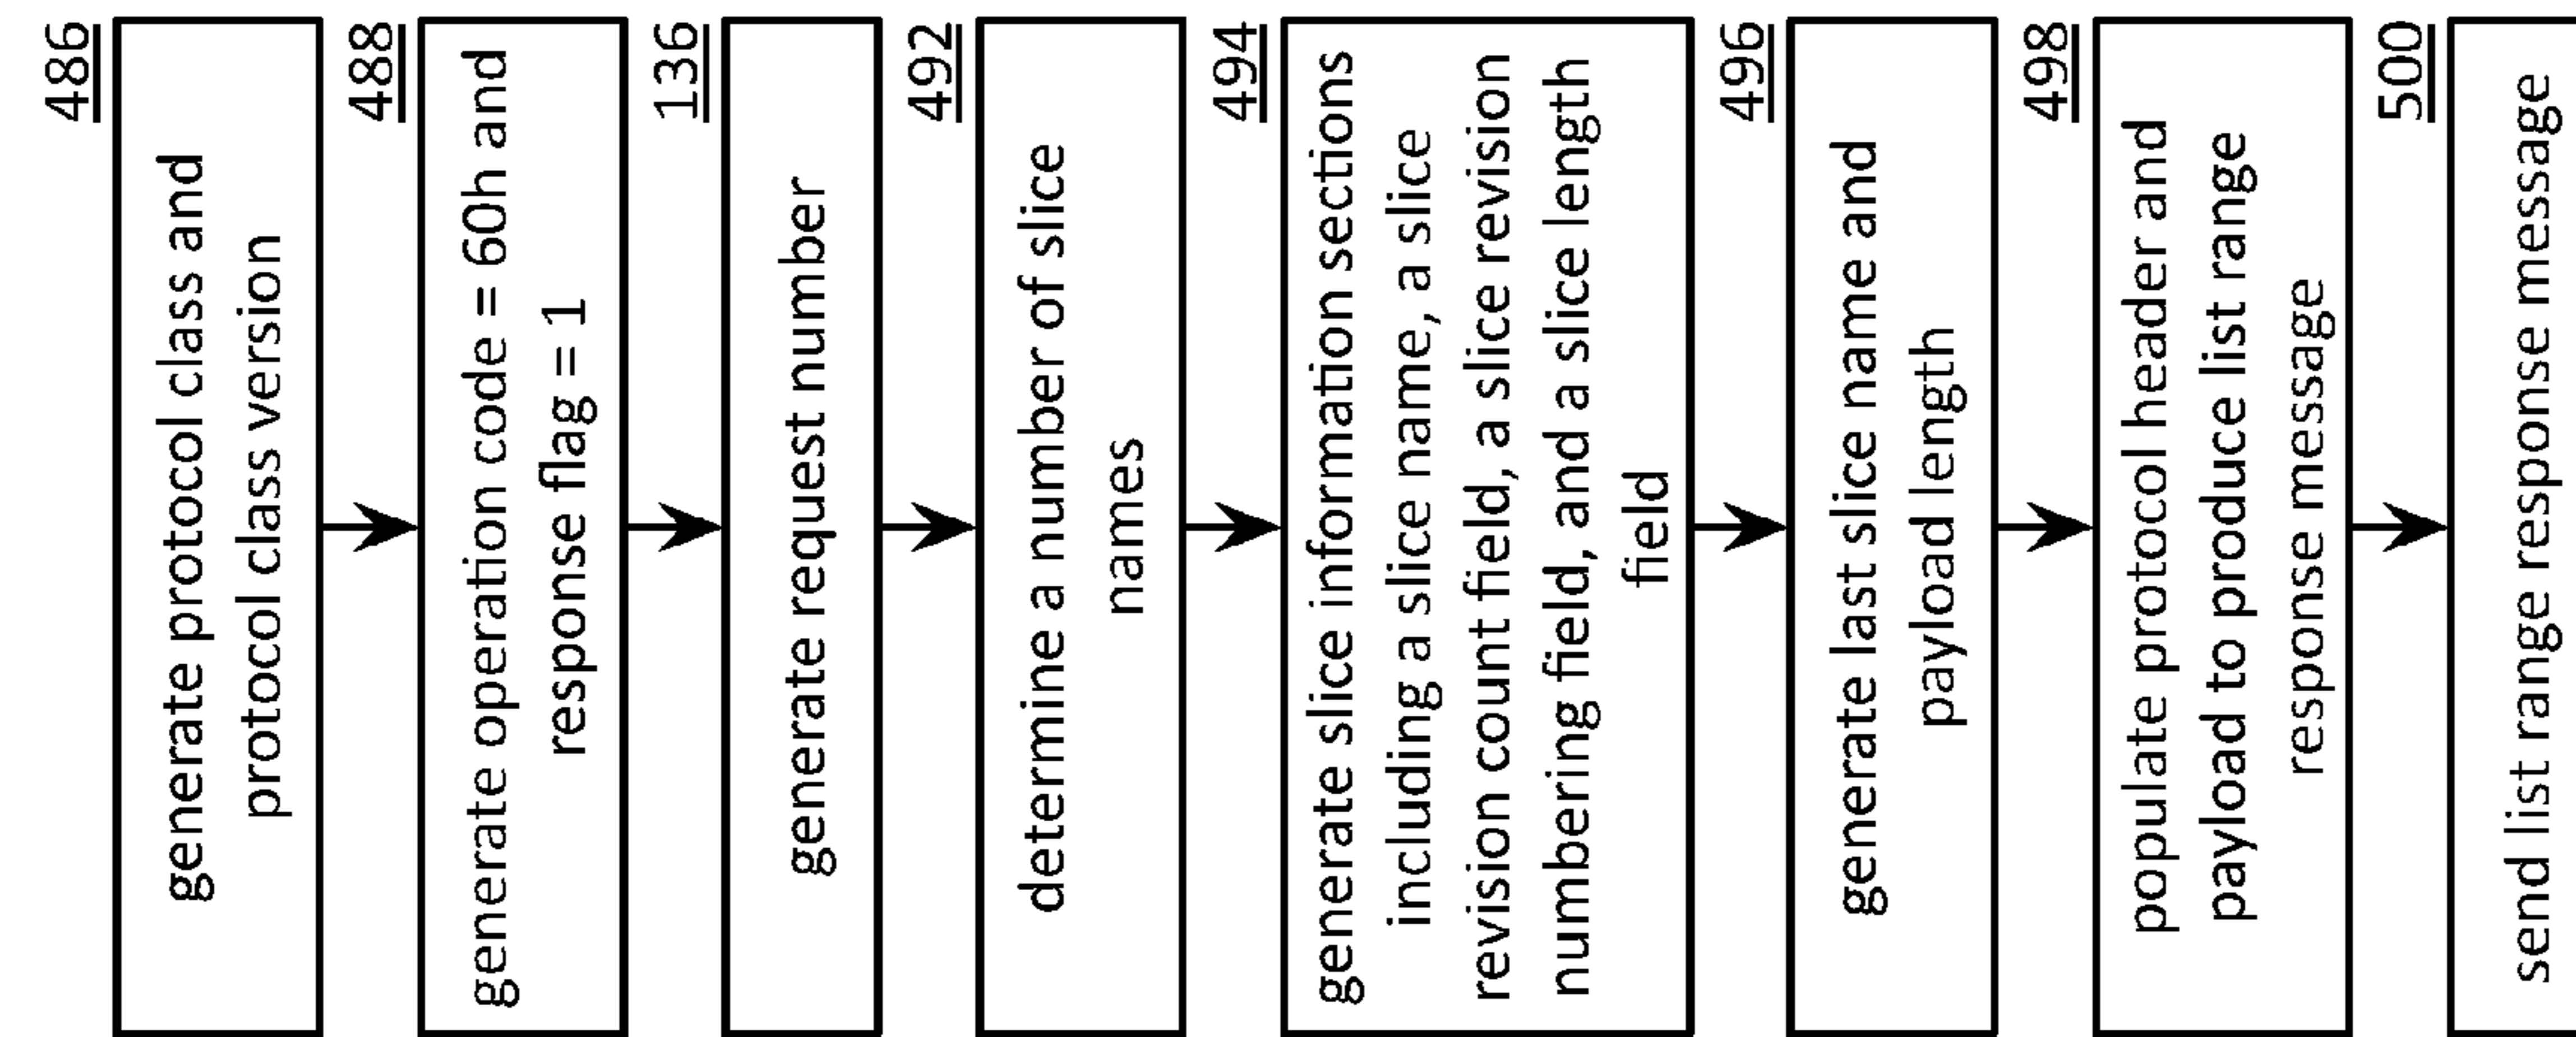 486
generate protocol class and
protocol class version
488
generate operation code = 60h and
response flag = 1
136
generate request number
492
determine a number of slice
names
494
generate slice information sections
including a slice name, a slice
revision count field, a slice revision
numbering field, and a slice length
field
496
generate last slice name and
payload length
498
populate protocol header and
payload to produce list range
response message
500
send list range response message